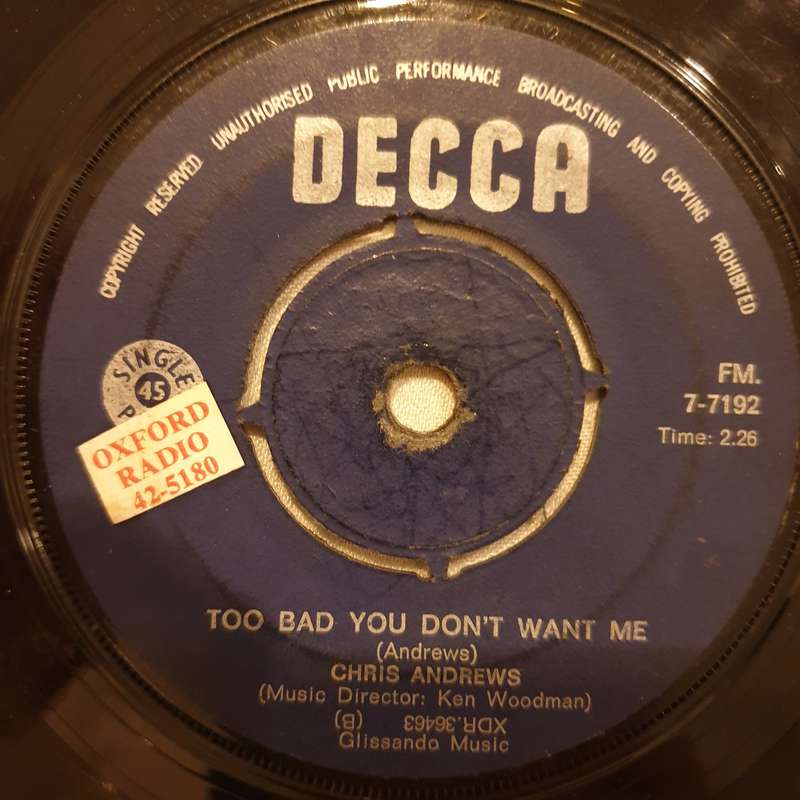 COPYRIGHT RESERVED UNAUTHORISED PUBLIC PERFORMANCE BROADCASTING AND COPYING PROHIBITED
DECCA
SINGLE
45
OXFORD
RADIO
42-5180
FM.
7-7192
Time: 2.26
TOO BAD YOU DON'T WANT ME
(Andrews)
CHRIS ANDREWS
(Music Director: Ken Woodman)
(B) XDR.36463
Glissando Music